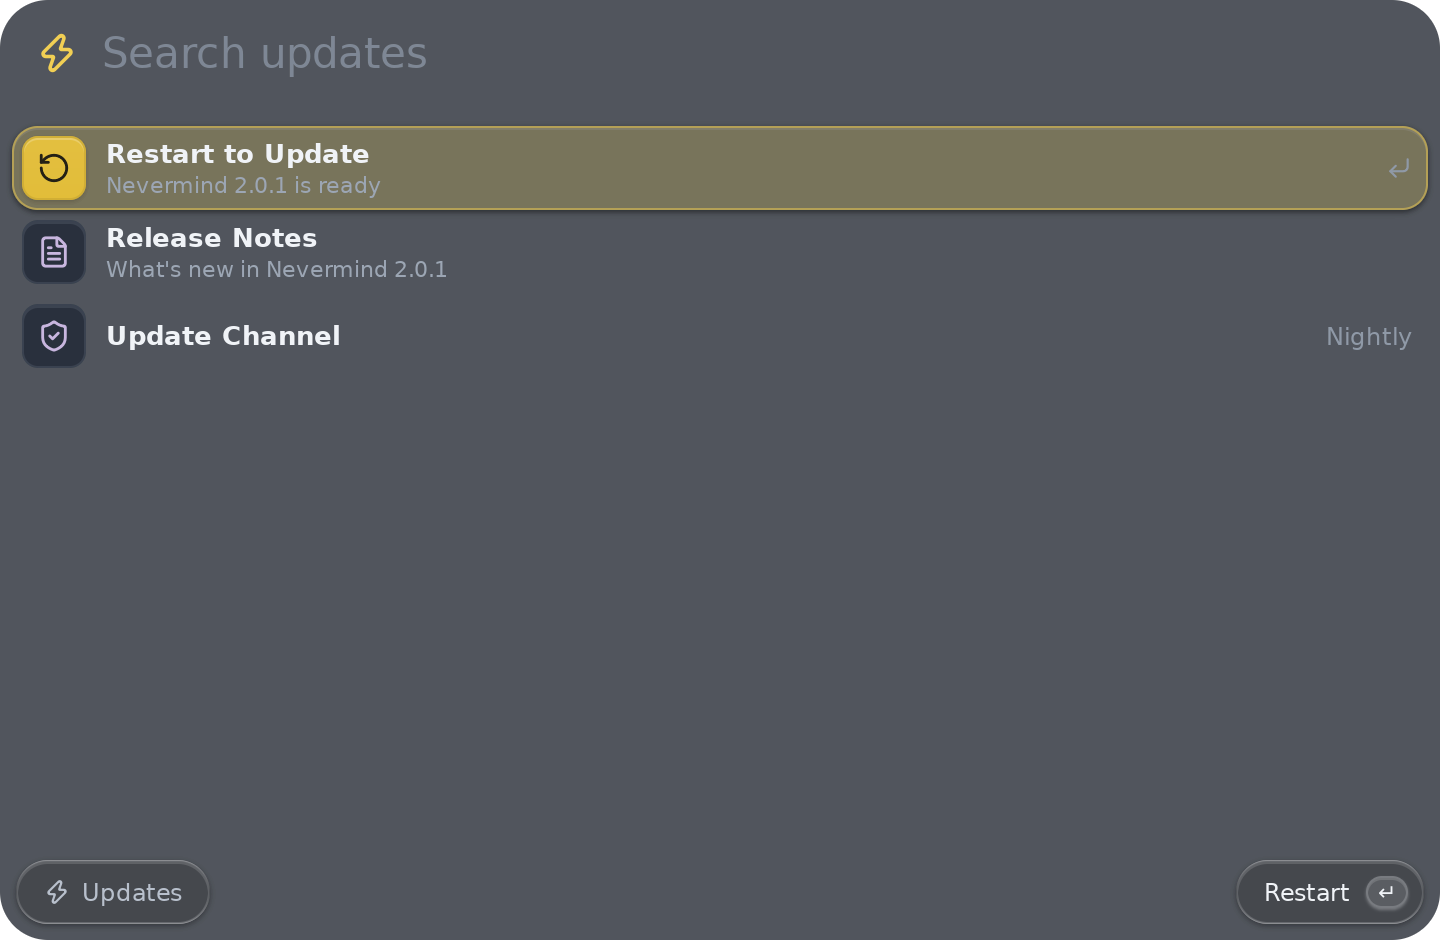 Search updates
Restart to Update
Nevermind 2.0.1 is ready
Release Notes
What's new in Nevermind 2.0.1
Update Channel
Nightly
Updates
Restart